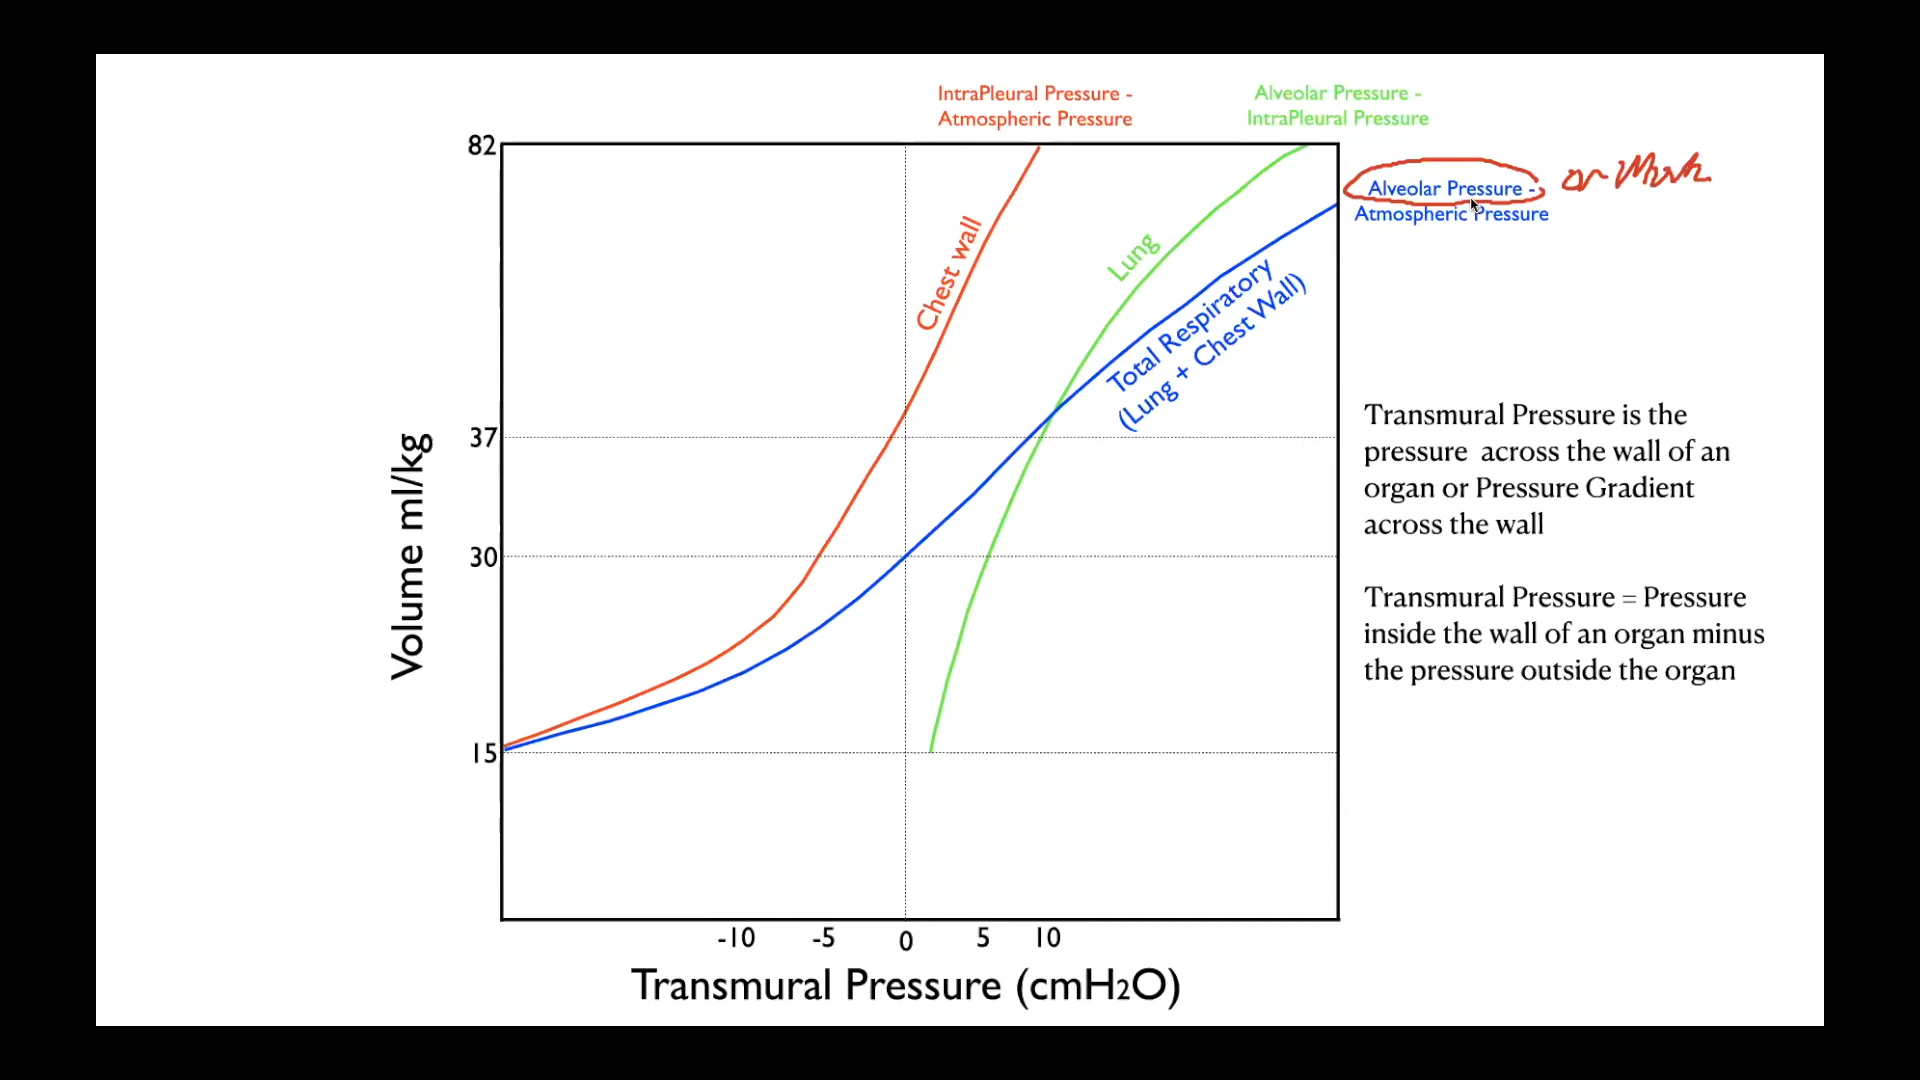 IntraPleural Pressure -
Atmospheric Pressure
Alveolar Pressure -
IntraPleural Pressure
Alveolar Pressure -
Atmospheric Pressure
or
82
37
30
15
Volume ml/kg
Chest wall
Lung
Total Respiratory
(Lung + Chest Wall)
Transmural Pressure is the
pressure across the wall of an
organ or Pressure Gradient
across the wall
Transmural Pressure = Pressure
inside the wall of an organ minus
the pressure outside the organ
-10 -5 0 5 10
Transmural Pressure (cmH₂O)